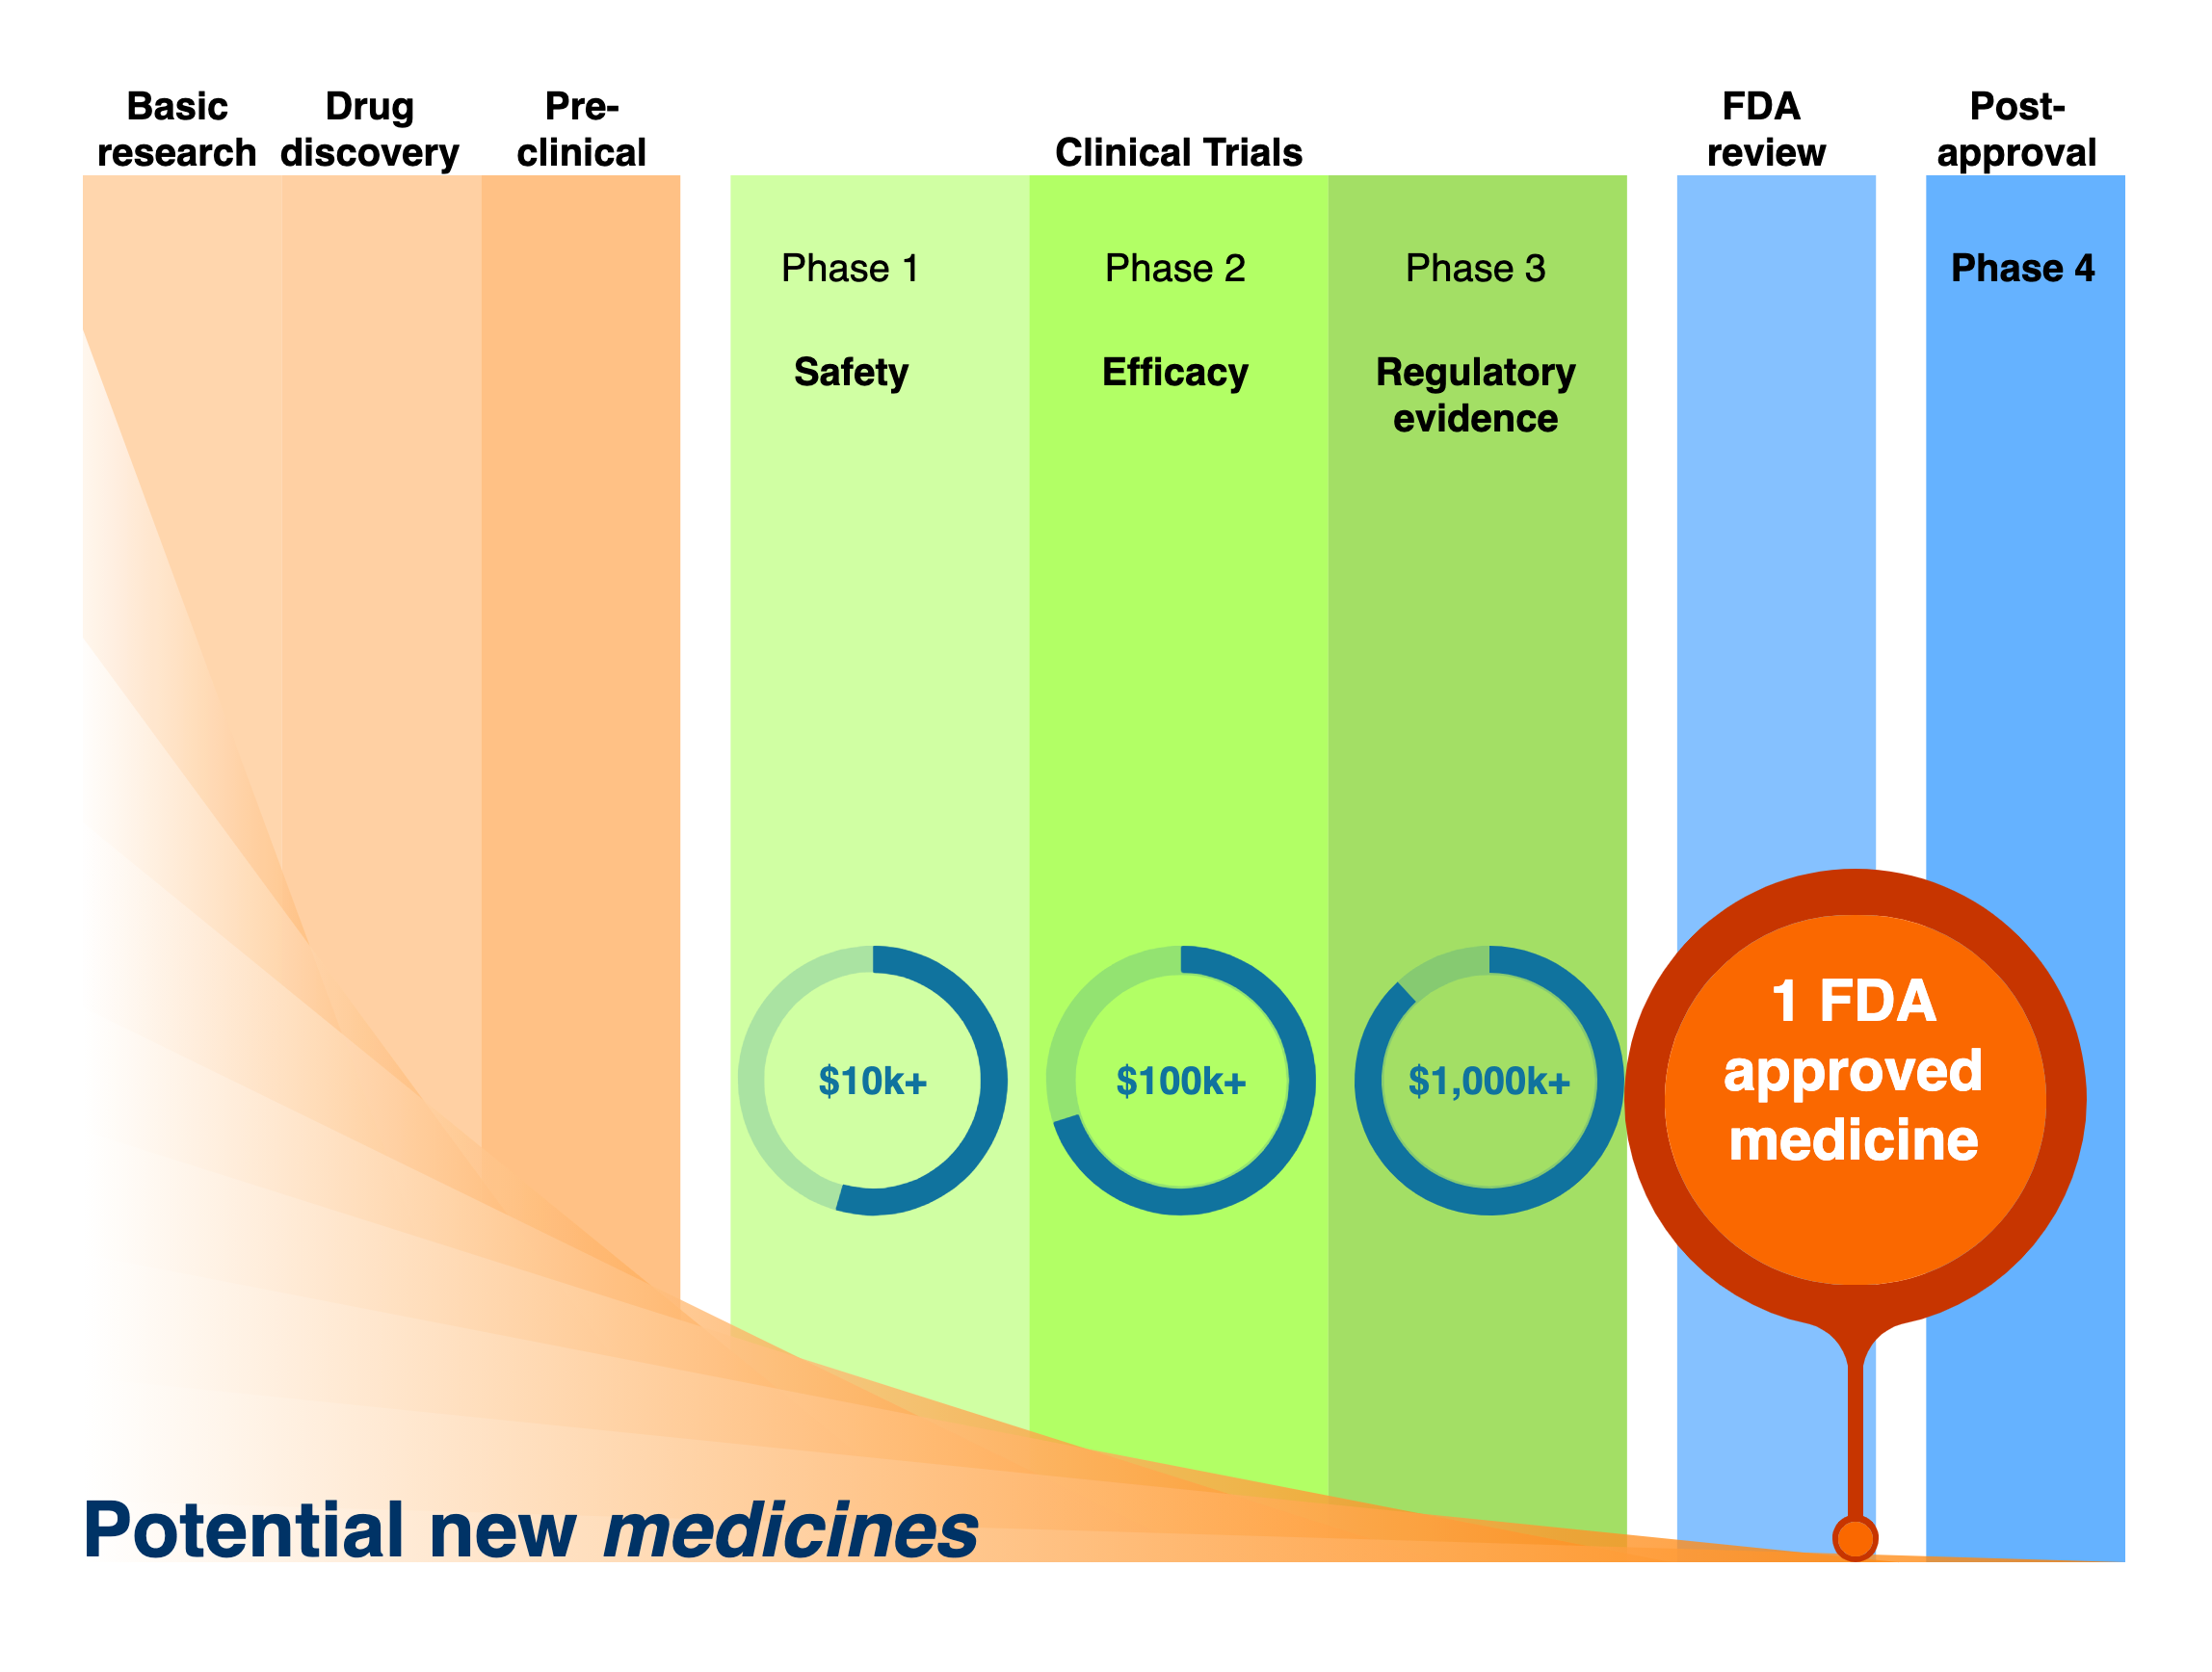 Basic
research
Drug
discovery
Pre-
clinical
Clinical Trials
FDA
review
Post-
approval
Phase 1
Phase 2
Phase 3
Phase 4
Safety
Efficacy
Regulatory
evidence
$10k+
$100k+
$1,000k+
1 FDA
approved
medicine
Potential new medicines